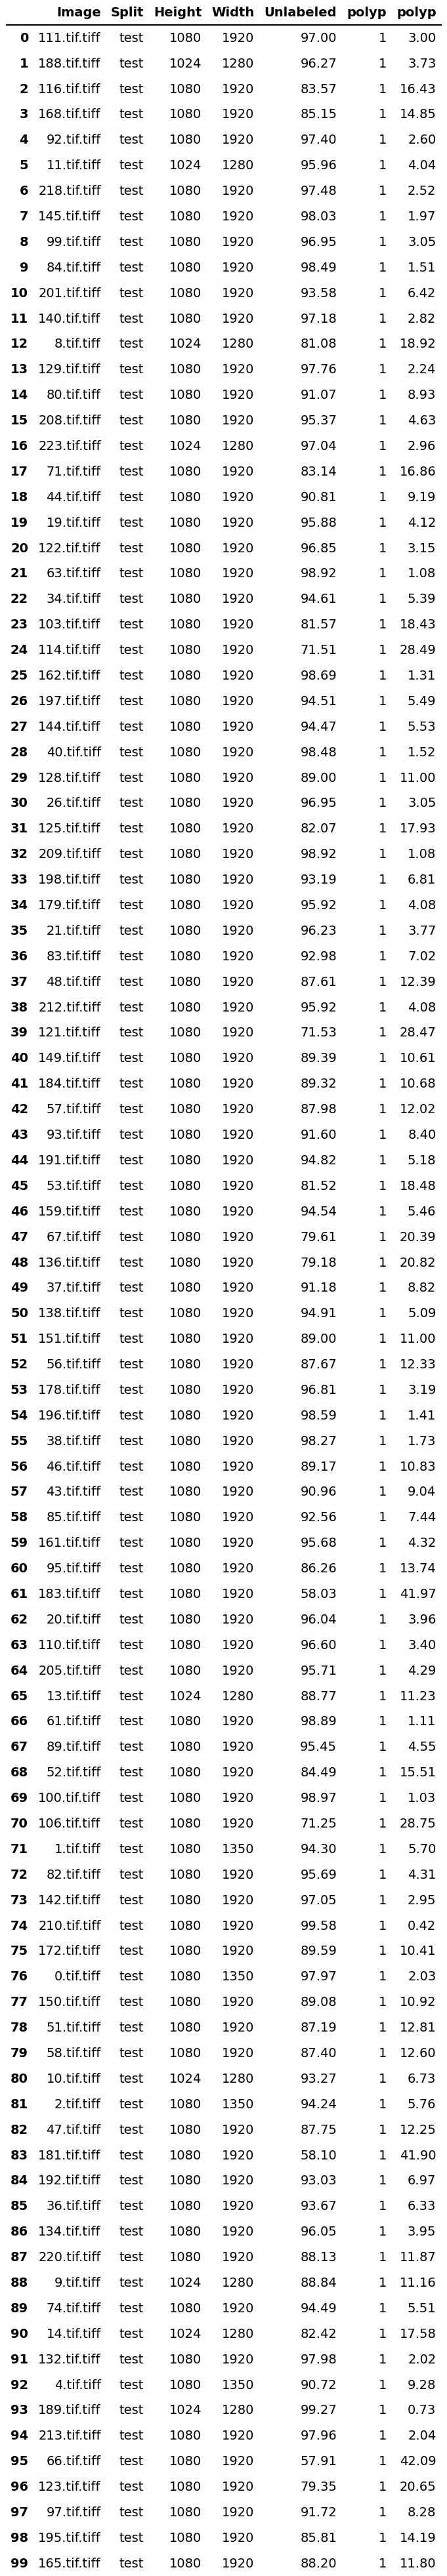 Image Split Height Width Unlabeled polyp polyp
0 111.tif.tiff test 1080 1920 97.00 1 3.00
1 188.tif.tiff test 1024 1280 96.27 1 3.73
2 116.tif.tiff test 1080 1920 83.57 1 16.43
3 168.tif.tiff test 1080 1920 85.15 1 14.85
4 92.tif.tiff test 1080 1920 97.40 1 2.60
5 11.tif.tiff test 1024 1280 95.96 1 4.04
6 218.tif.tiff test 1080 1920 97.48 1 2.52
7 145.tif.tiff test 1080 1920 98.03 1 1.97
8 99.tif.tiff test 1080 1920 96.95 1 3.05
9 84.tif.tiff test 1080 1920 98.49 1 1.51
10 201.tif.tiff test 1080 1920 93.58 1 6.42
11 140.tif.tiff test 1080 1920 97.18 1 2.82
12 8.tif.tiff test 1024 1280 81.08 1 18.92
13 129.tif.tiff test 1080 1920 97.76 1 2.24
14 80.tif.tiff test 1080 1920 91.07 1 8.93
15 208.tif.tiff test 1080 1920 95.37 1 4.63
16 223.tif.tiff test 1024 1280 97.04 1 2.96
17 71.tif.tiff test 1080 1920 83.14 1 16.86
18 44.tif.tiff test 1080 1920 90.81 1 9.19
19 19.tif.tiff test 1080 1920 95.88 1 4.12
20 122.tif.tiff test 1080 1920 96.85 1 3.15
21 63.tif.tiff test 1080 1920 98.92 1 1.08
22 34.tif.tiff test 1080 1920 94.61 1 5.39
23 103.tif.tiff test 1080 1920 81.57 1 18.43
24 114.tif.tiff test 1080 1920 71.51 1 28.49
25 162.tif.tiff test 1080 1920 98.69 1 1.31
26 197.tif.tiff test 1080 1920 94.51 1 5.49
27 144.tif.tiff test 1080 1920 94.47 1 5.53
28 40.tif.tiff test 1080 1920 98.48 1 1.52
29 128.tif.tiff test 1080 1920 89.00 1 11.00
30 26.tif.tiff test 1080 1920 96.95 1 3.05
31 125.tif.tiff test 1080 1920 82.07 1 17.93
32 209.tif.tiff test 1080 1920 98.92 1 1.08
33 198.tif.tiff test 1080 1920 93.19 1 6.81
34 179.tif.tiff test 1080 1920 95.92 1 4.08
35 21.tif.tiff test 1080 1920 96.23 1 3.77
36 83.tif.tiff test 1080 1920 92.98 1 7.02
37 48.tif.tiff test 1080 1920 87.61 1 12.39
38 212.tif.tiff test 1080 1920 95.92 1 4.08
39 121.tif.tiff test 1080 1920 71.53 1 28.47
40 149.tif.tiff test 1080 1920 89.39 1 10.61
41 184.tif.tiff test 1080 1920 89.32 1 10.68
42 57.tif.tiff test 1080 1920 87.98 1 12.02
43 93.tif.tiff test 1080 1920 91.60 1 8.40
44 191.tif.tiff test 1080 1920 94.82 1 5.18
45 53.tif.tiff test 1080 1920 81.52 1 18.48
46 159.tif.tiff test 1080 1920 94.54 1 5.46
47 67.tif.tiff test 1080 1920 79.61 1 20.39
48 136.tif.tiff test 1080 1920 79.18 1 20.82
49 37.tif.tiff test 1080 1920 91.18 1 8.82
50 138.tif.tiff test 1080 1920 94.91 1 5.09
51 151.tif.tiff test 1080 1920 89.00 1 11.00
52 56.tif.tiff test 1080 1920 87.67 1 12.33
53 178.tif.tiff test 1080 1920 96.81 1 3.19
54 196.tif.tiff test 1080 1920 98.59 1 1.41
55 38.tif.tiff test 1080 1920 98.27 1 1.73
56 46.tif.tiff test 1080 1920 89.17 1 10.83
57 43.tif.tiff test 1080 1920 90.96 1 9.04
58 85.tif.tiff test 1080 1920 92.56 1 7.44
59 161.tif.tiff test 1080 1920 95.68 1 4.32
60 95.tif.tiff test 1080 1920 86.26 1 13.74
61 183.tif.tiff test 1080 1920 58.03 1 41.97
62 20.tif.tiff test 1080 1920 96.04 1 3.96
63 110.tif.tiff test 1080 1920 96.60 1 3.40
64 205.tif.tiff test 1080 1920 95.71 1 4.29
65 13.tif.tiff test 1024 1280 88.77 1 11.23
66 61.tif.tiff test 1080 1920 98.89 1 1.11
67 89.tif.tiff test 1080 1920 95.45 1 4.55
68 52.tif.tiff test 1080 1920 84.49 1 15.51
69 100.tif.tiff test 1080 1920 98.97 1 1.03
70 106.tif.tiff test 1080 1920 71.25 1 28.75
71 1.tif.tiff test 1080 1350 94.30 1 5.70
72 82.tif.tiff test 1080 1920 95.69 1 4.31
73 142.tif.tiff test 1080 1920 97.05 1 2.95
74 210.tif.tiff test 1080 1920 99.58 1 0.42
75 172.tif.tiff test 1080 1920 89.59 1 10.41
76 0.tif.tiff test 1080 1350 97.97 1 2.03
77 150.tif.tiff test 1080 1920 89.08 1 10.92
78 51.tif.tiff test 1080 1920 87.19 1 12.81
79 58.tif.tiff test 1080 1920 87.40 1 12.60
80 10.tif.tiff test 1024 1280 93.27 1 6.73
81 2.tif.tiff test 1080 1350 94.24 1 5.76
82 47.tif.tiff test 1080 1920 87.75 1 12.25
83 181.tif.tiff test 1080 1920 58.10 1 41.90
84 192.tif.tiff test 1080 1920 93.03 1 6.97
85 36.tif.tiff test 1080 1920 93.67 1 6.33
86 134.tif.tiff test 1080 1920 96.05 1 3.95
87 220.tif.tiff test 1080 1920 88.13 1 11.87
88 9.tif.tiff test 1024 1280 88.84 1 11.16
89 74.tif.tiff test 1080 1920 94.49 1 5.51
90 14.tif.tiff test 1024 1280 82.42 1 17.58
91 132.tif.tiff test 1080 1920 97.98 1 2.02
92 4.tif.tiff test 1080 1350 90.72 1 9.28
93 189.tif.tiff test 1024 1280 99.27 1 0.73
94 213.tif.tiff test 1080 1920 97.96 1 2.04
95 66.tif.tiff test 1080 1920 57.91 1 42.09
96 123.tif.tiff test 1080 1920 79.35 1 20.65
97 97.tif.tiff test 1080 1920 91.72 1 8.28
98 195.tif.tiff test 1080 1920 85.81 1 14.19
99 165.tif.tiff test 1080 1920 88.20 1 11.80